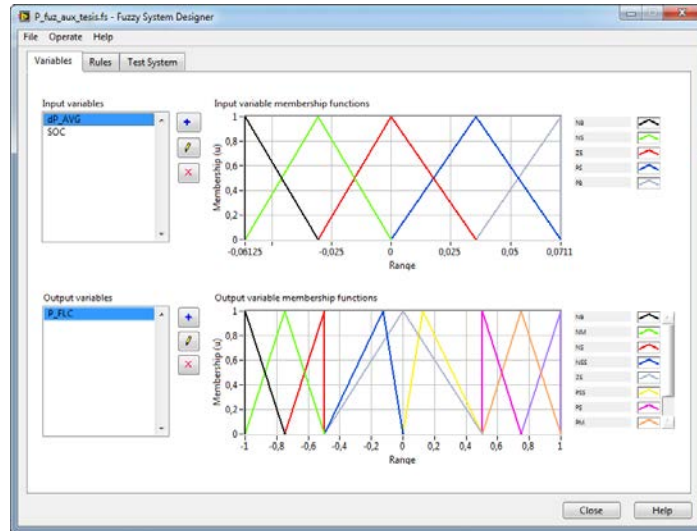 P_fuz_aux_tesis.fs - Fuzzy System Designer
File Operate Help
Variables Rules Test System
Input variables
dP_AVG
SOC
Input variable membership functions
Membership (u)
1
0,8
0,6
0,4
0,2
0
-0,06125 -0,025 0 0,025 0,05 0,0711
Range
NB
NS
ZE
PS
PB
Output variables
P_FLC
Output variable membership functions
Membership (u)
1
0,8
0,6
0,4
0,2
0
-1 -0,8 -0,6 -0,4 -0,2 0 0,2 0,4 0,6 0,8 1
Range
NB
NM
NS
NSS
ZE
PSS
PS
PM
Close Help